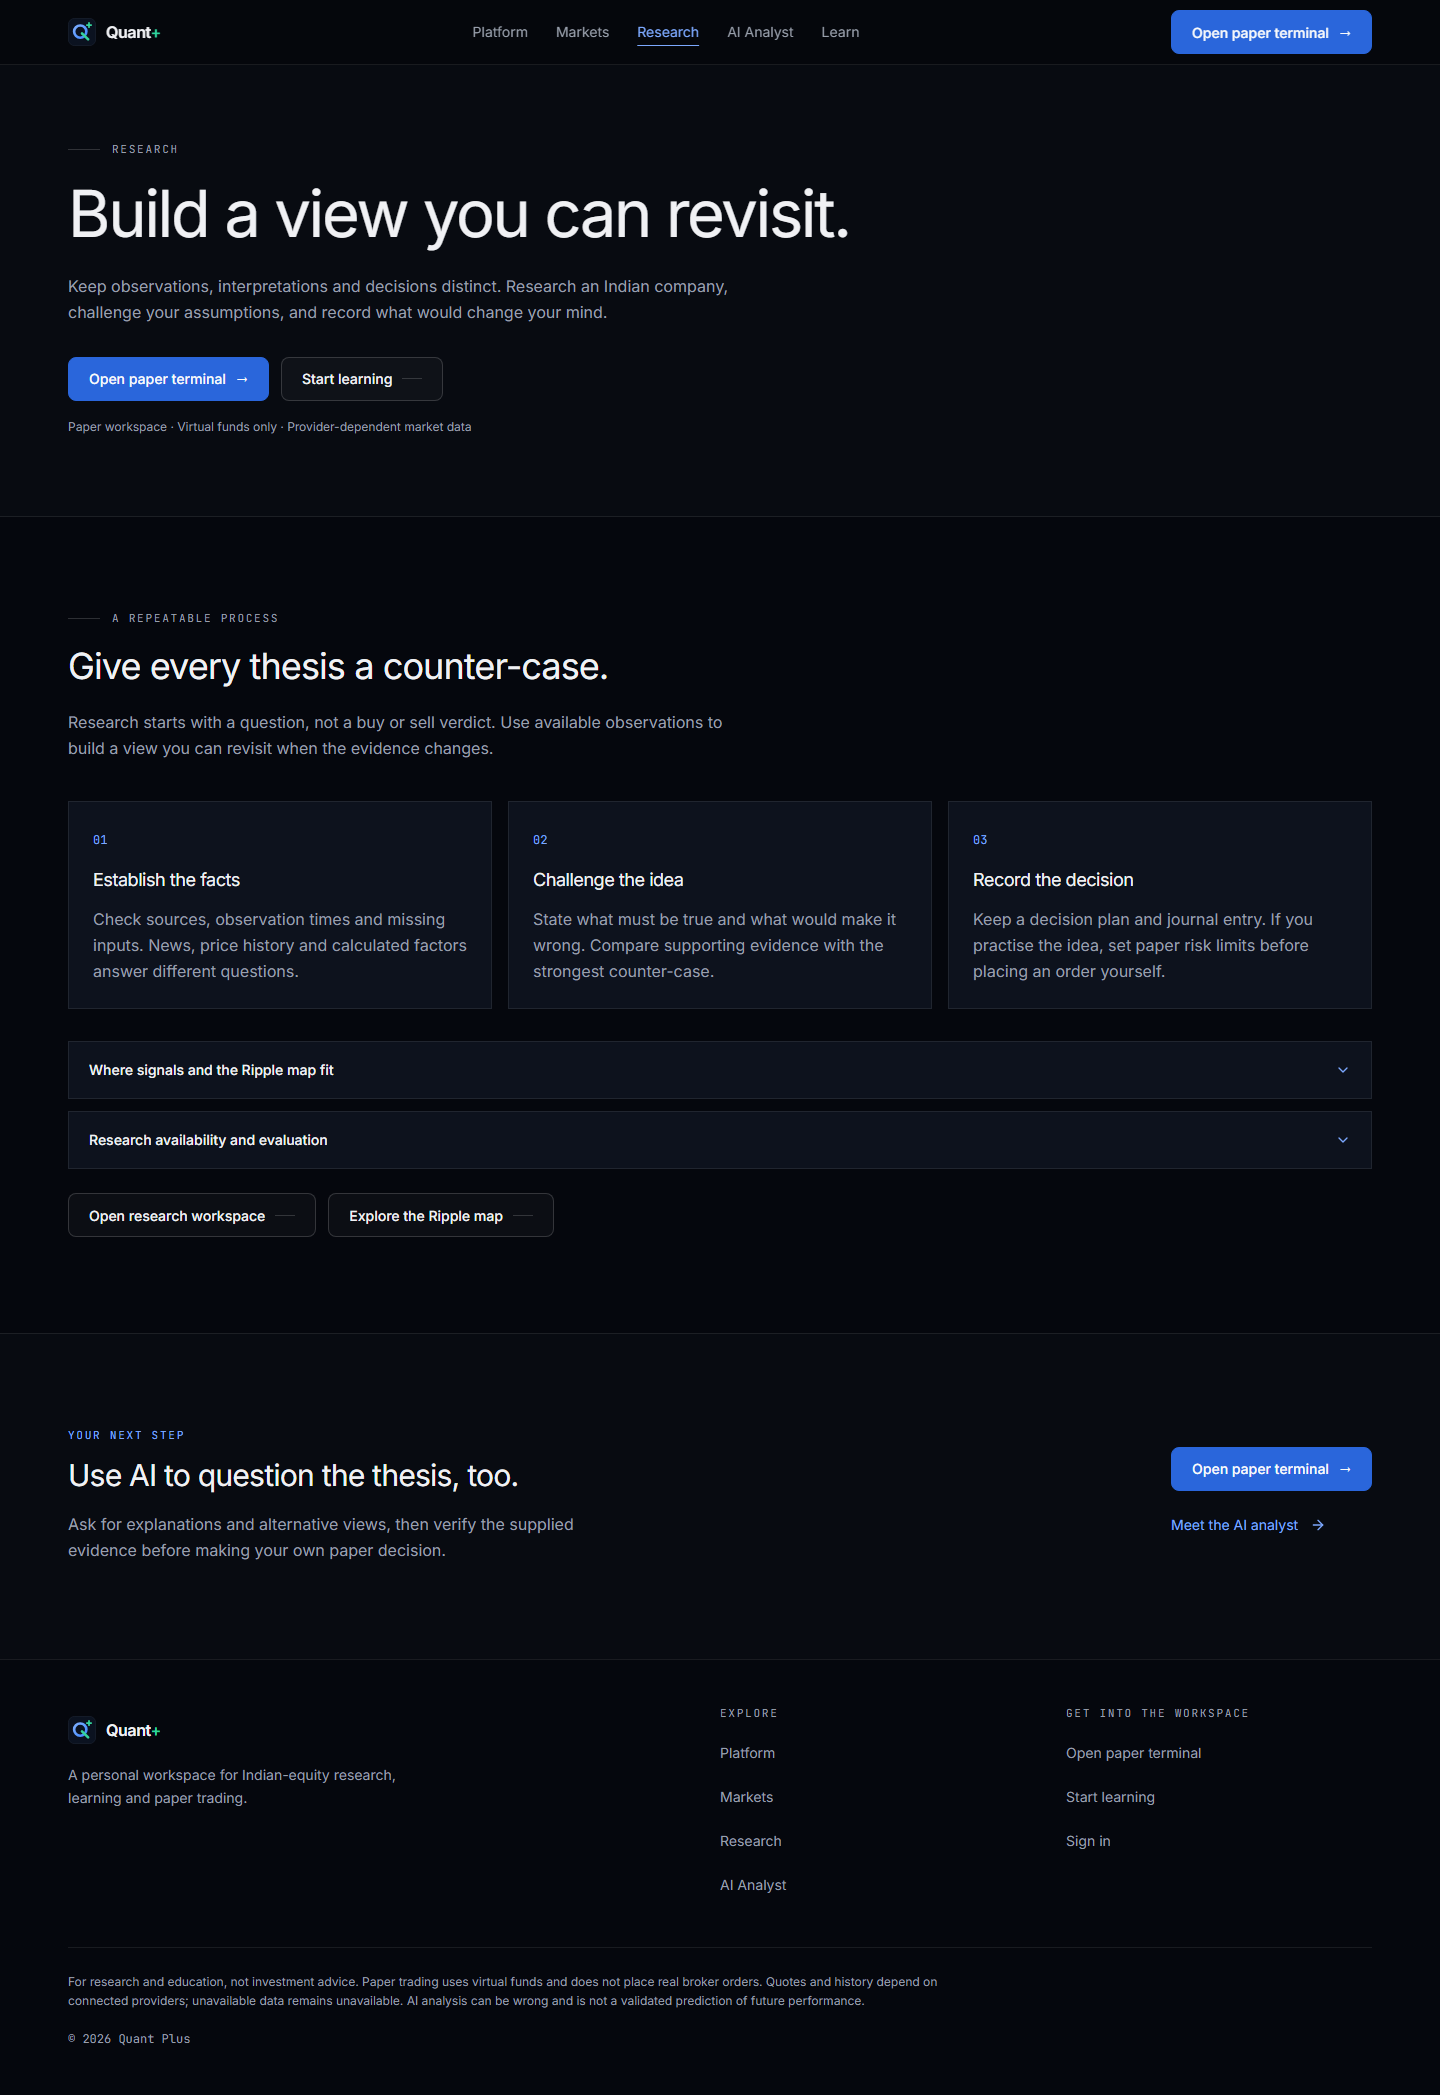 Quant+
Platform
Markets
Research
AI Analyst
Learn
Open paper terminal →
RESEARCH
Build a view you can revisit.
Keep observations, interpretations and decisions distinct. Research an Indian company,
challenge your assumptions, and record what would change your mind.
Open paper terminal →
Start learning
Paper workspace · Virtual funds only · Provider-dependent market data
A REPEATABLE PROCESS
Give every thesis a counter-case.
Research starts with a question, not a buy or sell verdict. Use available observations to
build a view you can revisit when the evidence changes.
01
Establish the facts
Check sources, observation times and missing
inputs. News, price history and calculated factors
answer different questions.
02
Challenge the idea
State what must be true and what would make it
wrong. Compare supporting evidence with the
strongest counter-case.
03
Record the decision
Keep a decision plan and journal entry. If you
practise the idea, set paper risk limits before
placing an order yourself.
Where signals and the Ripple map fit
Research availability and evaluation
Open research workspace
Explore the Ripple map
YOUR NEXT STEP
Use AI to question the thesis, too.
Ask for explanations and alternative views, then verify the supplied
evidence before making your own paper decision.
Open paper terminal →
Meet the AI analyst →
Quant+
A personal workspace for Indian-equity research,
learning and paper trading.
EXPLORE
Platform
Markets
Research
AI Analyst
GET INTO THE WORKSPACE
Open paper terminal
Start learning
Sign in
For research and education, not investment advice. Paper trading uses virtual funds and does not place real broker orders. Quotes and history depend on
connected providers; unavailable data remains unavailable. AI analysis can be wrong and is not a validated prediction of future performance.
© 2026 Quant Plus